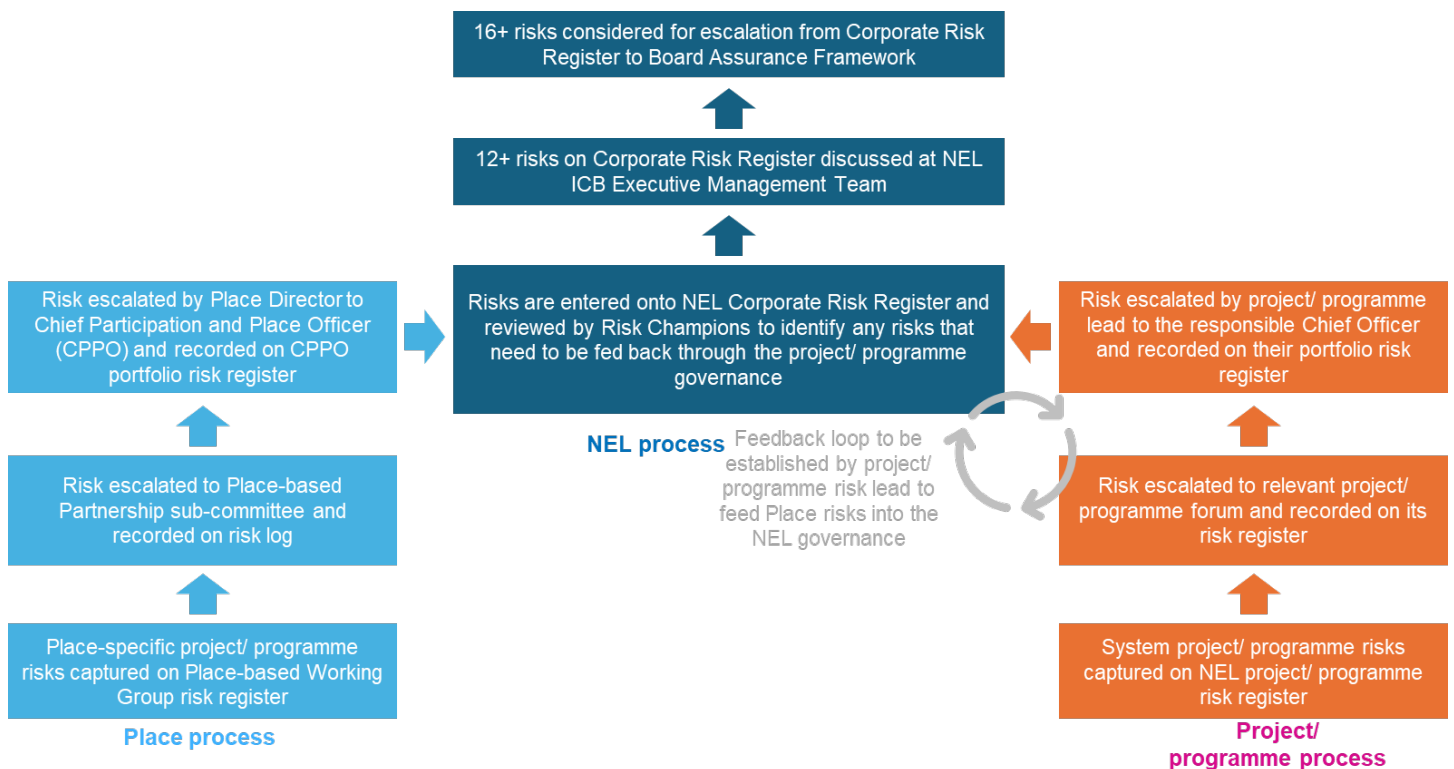 16+ risks considered for escalation from Corporate Risk
Register to Board Assurance Framework
12+ risks on Corporate Risk Register discussed at NEL
ICB Executive Management Team
Risk escalated by Place Director to
Chief Participation and Place Officer
(CPPO) and recorded on CPPO
portfolio risk register
Risks are entered onto NEL Corporate Risk Register and
reviewed by Risk Champions to identify any risks that
need to be fed back through the project/ programme
governance
Risk escalated by project/ programme
lead to the responsible Chief Officer
and recorded on their portfolio risk
register
NEL process
Feedback loop to be
established by project/
programme risk lead to
feed Place risks into the
NEL governance
Risk escalated to Place-based
Partnership sub-committee and
recorded on risk log
Risk escalated to relevant project/
programme forum and recorded on its
risk register
Place-specific project/ programme
risks captured on Place-based Working
Group risk register
System project/ programme risks
captured on NEL project/ programme
risk register
Place process
Project/
programme process